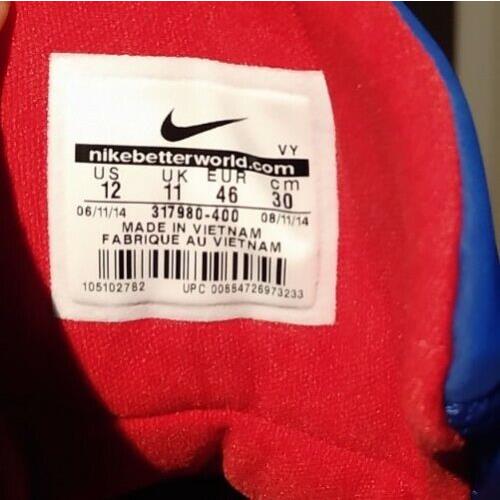 VY
nikebetterworld.com
US UK EUR cm
12 11 46 30
06/11/14 317980-400 08/11/14
MADE IN VIETNAM
FABRIQUE AU VIETNAM
105102782 UPC 00884726973233